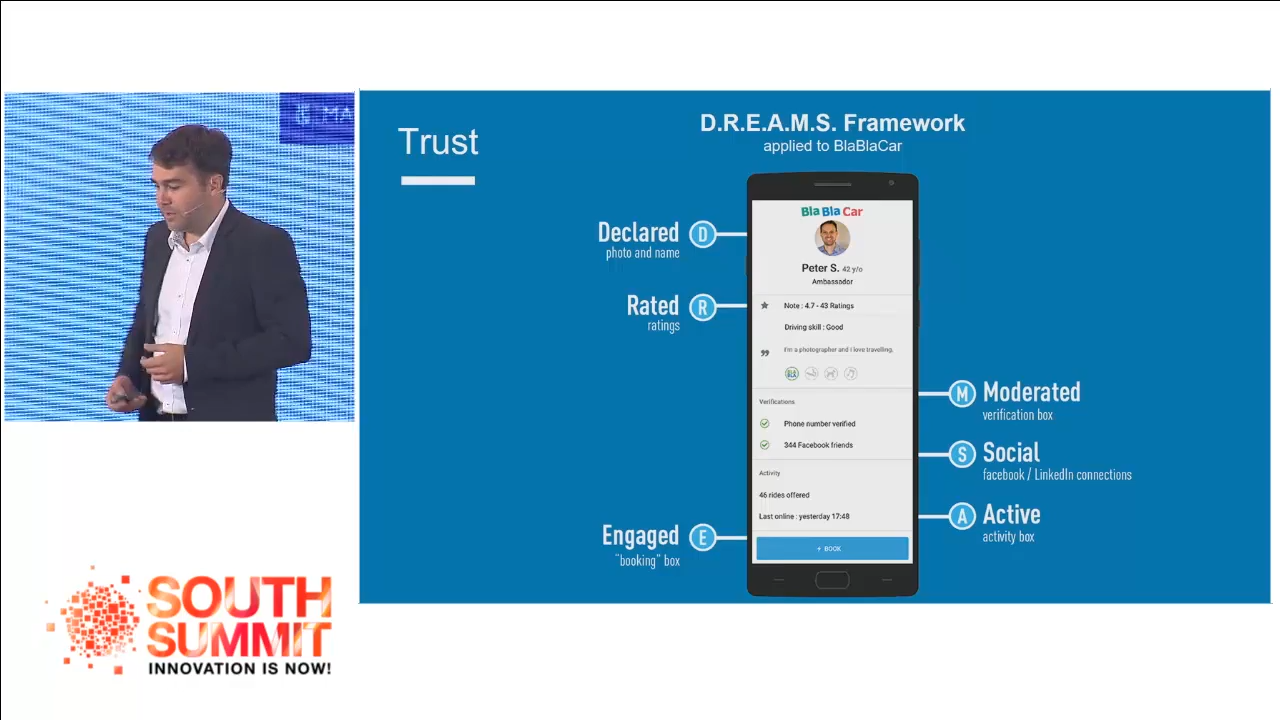 Trust
D.R.E.A.M.S. Framework
applied to BlaBlaCar
Declared
photo and name
D
Rated
ratings
R
Engaged
"booking" box
E
BlaBlaCar
Peter S. 42 y/o
Ambassador
Note : 4.7 - 43 Ratings
Driving skill : Good
I'm a photographer and I love travelling.
BLA
Verifications
Phone number verified
344 Facebook friends
Activity
46 rides offered
Last online : yesterday 17:48
BOOK
M
Moderated
verification box
S
Social
facebook / LinkedIn connections
A
Active
activity box
SOUTH
SUMMIT
INNOVATION IS NOW!